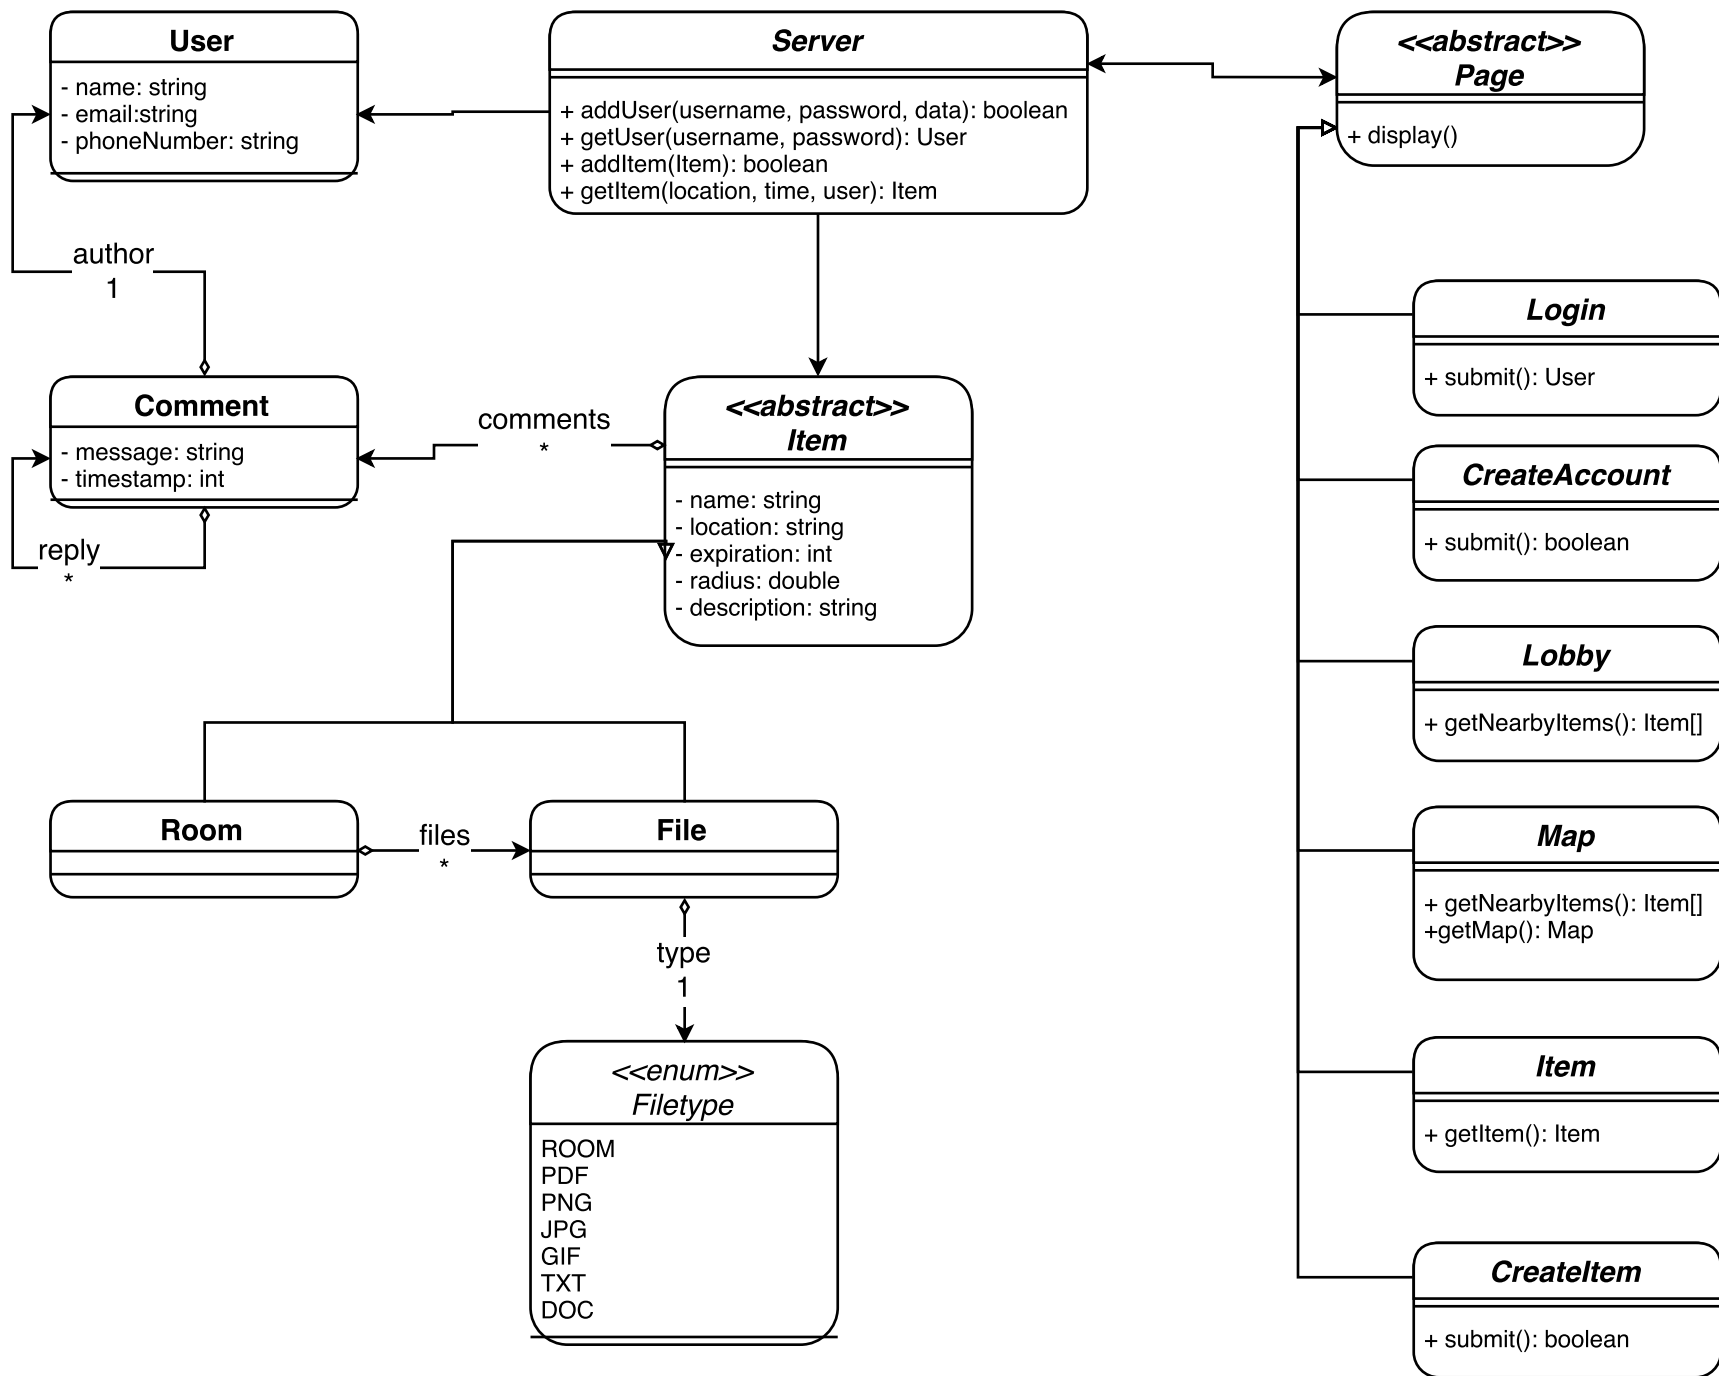 User
- name: string
- email:string
- phoneNumber: string
Server
+ addUser(username, password, data): boolean
+ getUser(username, password): User
+ addItem(Item): boolean
+ getItem(location, time, user): Item
<<abstract>>
Page
+ display()
author
1
Comment
- message: string
- timestamp: int
reply
*
comments
*
<<abstract>>
Item
- name: string
- location: string
- expiration: int
- radius: double
- description: string
Room
files
*
File
type
1
<<enum>>
Filetype
ROOM
PDF
PNG
JPG
GIF
TXT
DOC
Login
+ submit(): User
CreateAccount
+ submit(): boolean
Lobby
+ getNearbyItems(): Item[]
Map
+ getNearbyItems(): Item[]
+getMap(): Map
Item
+ getItem(): Item
CreateItem
+ submit(): boolean